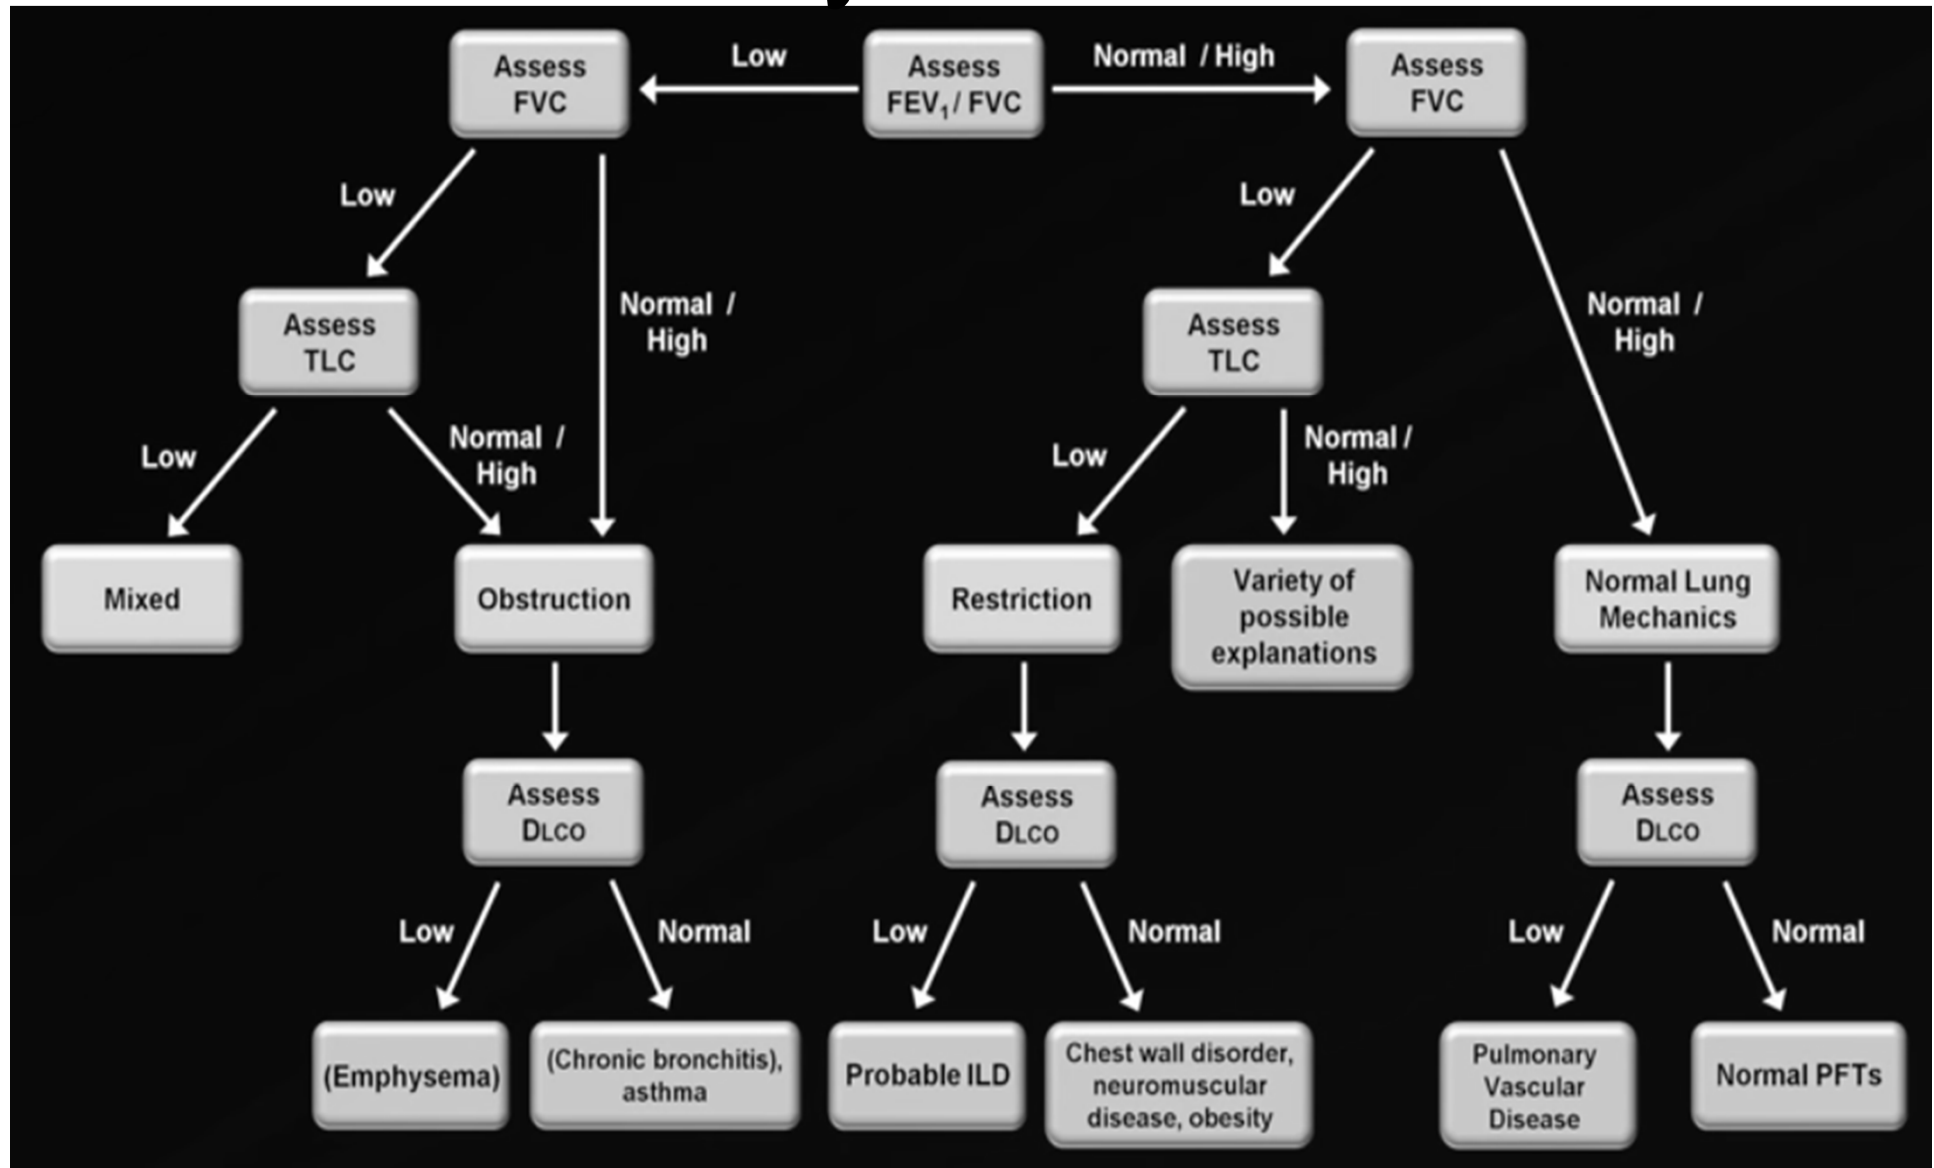 Low
Normal / High
Assess
FVC
Assess
FEV₁ / FVC
Assess
FVC
Low
Normal /
High
Low
Normal /
High
Assess
TLC
Assess
TLC
Low
Normal /
High
Low
Normal /
High
Mixed
Obstruction
Restriction
Variety of
possible
explanations
Normal Lung
Mechanics
Assess
DLCO
Assess
DLCO
Assess
DLCO
Low
Normal
Low
Normal
Low
Normal
(Emphysema)
(Chronic bronchitis),
asthma
Probable ILD
Chest wall disorder,
neuromuscular
disease, obesity
Pulmonary
Vascular
Disease
Normal PFTs